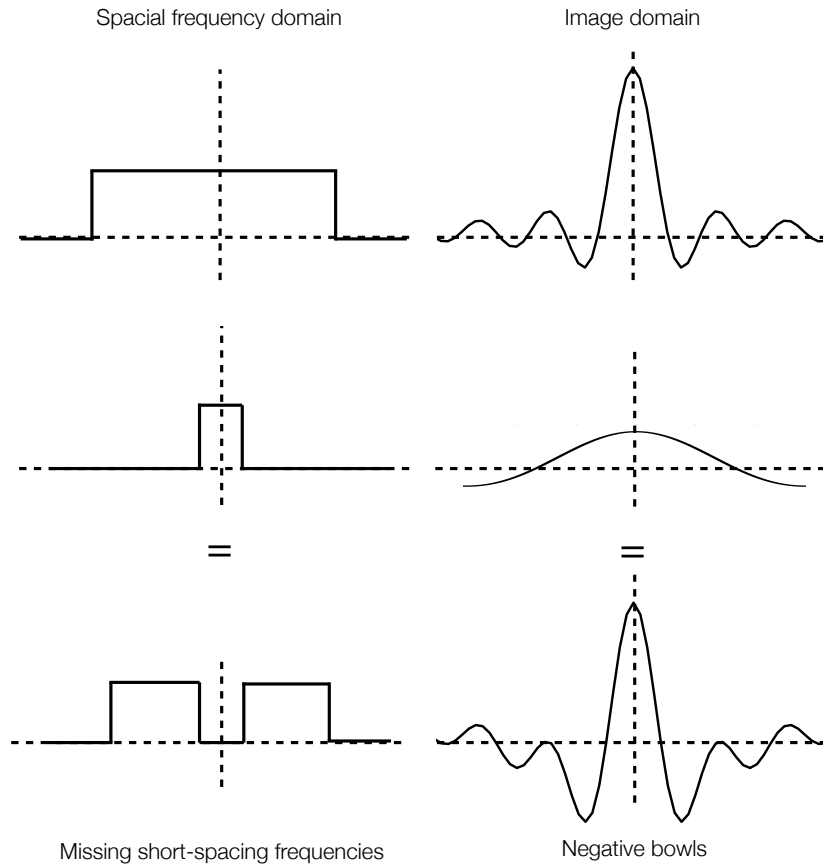 Spacial frequency domain
Image domain
=
=
Missing short-spacing frequencies
Negative bowls